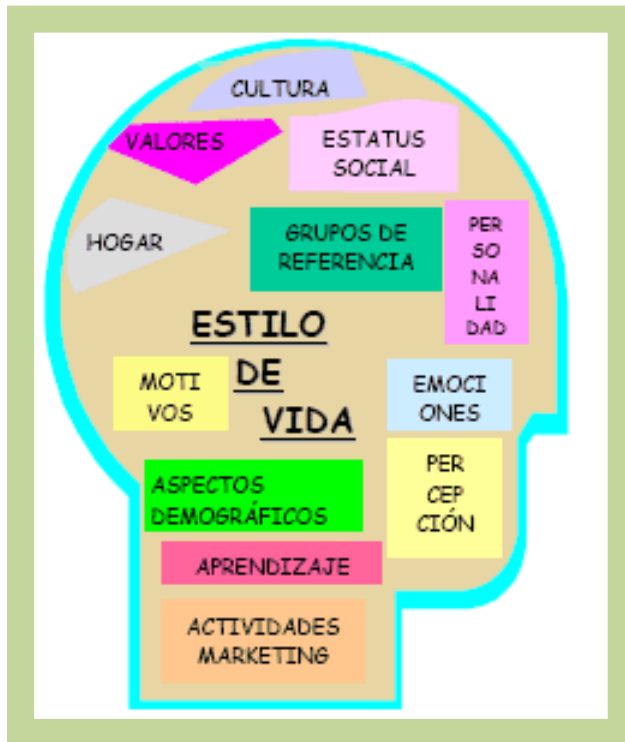 CULTURA
VALORES
ESTATUS
SOCIAL
HOGAR
GRUPOS DE
REFERENCIA
PER
SO
NA
LI
DAD
ESTILO
DE
VIDA
MOTI
VOS
EMOCI
ONES
PER
CEP
CIÓN
ASPECTOS
DEMOGRÁFICOS
APRENDIZAJE
ACTIVIDADES
MARKETING